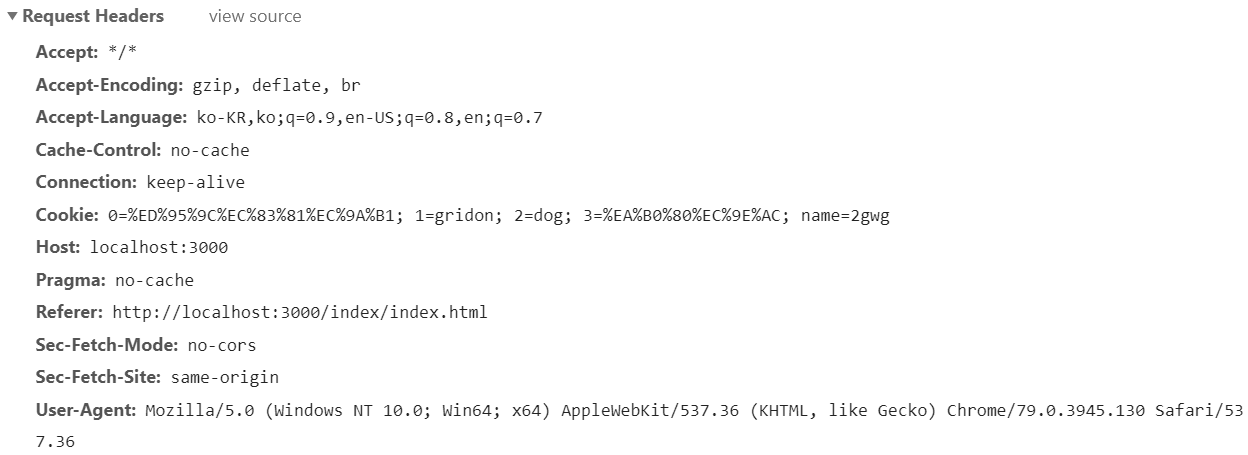 ▼ Request Headers view source
Accept: */*
Accept-Encoding: gzip, deflate, br
Accept-Language: ko-KR,ko;q=0.9,en-US;q=0.8,en;q=0.7
Cache-Control: no-cache
Connection: keep-alive
Cookie: 0=%ED%95%9C%EC%83%81%EC%9A%B1; 1=gridon; 2=dog; 3=%EA%B0%80%EC%9E%AC; name=2gwg
Host: localhost:3000
Pragma: no-cache
Referer: http://localhost:3000/index/index.html
Sec-Fetch-Mode: no-cors
Sec-Fetch-Site: same-origin
User-Agent: Mozilla/5.0 (Windows NT 10.0; Win64; x64) AppleWebKit/537.36 (KHTML, like Gecko) Chrome/79.0.3945.130 Safari/53
7.36